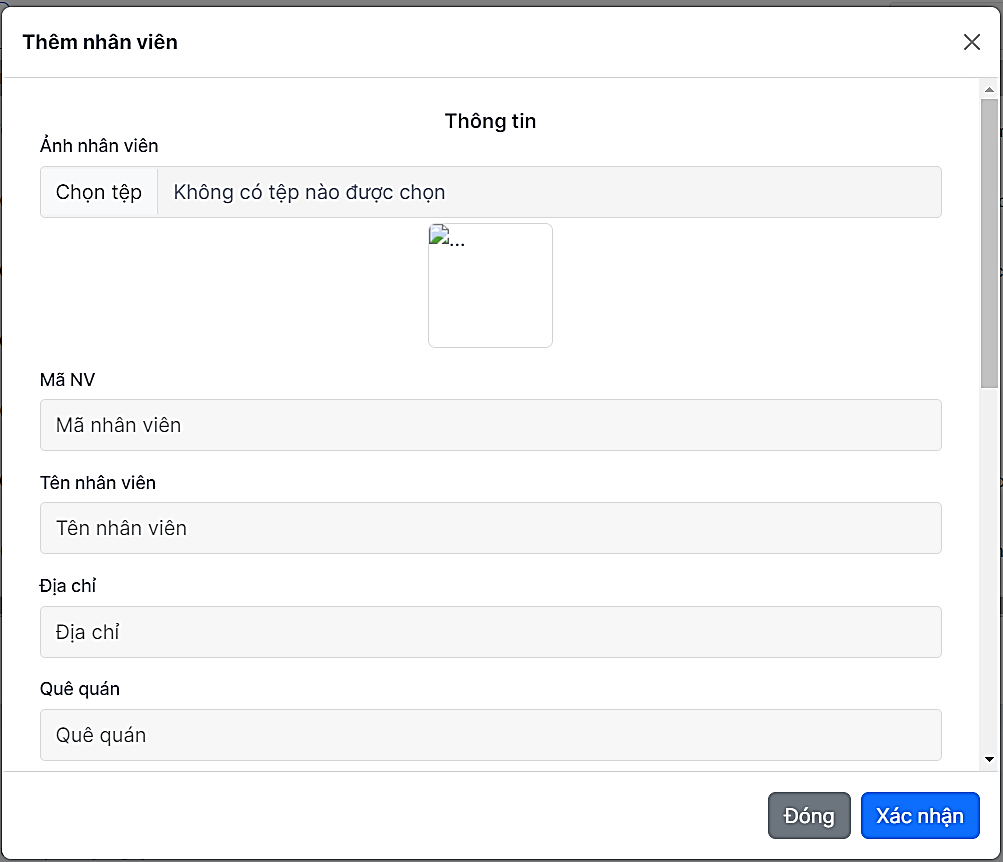 Thêm nhân viên
Thông tin
Ảnh nhân viên
Chọn tệp Không có tệp nào được chọn
...
Mã NV
Mã nhân viên
Tên nhân viên
Tên nhân viên
Địa chỉ
Địa chỉ
Quê quán
Quê quán
Đóng Xác nhận